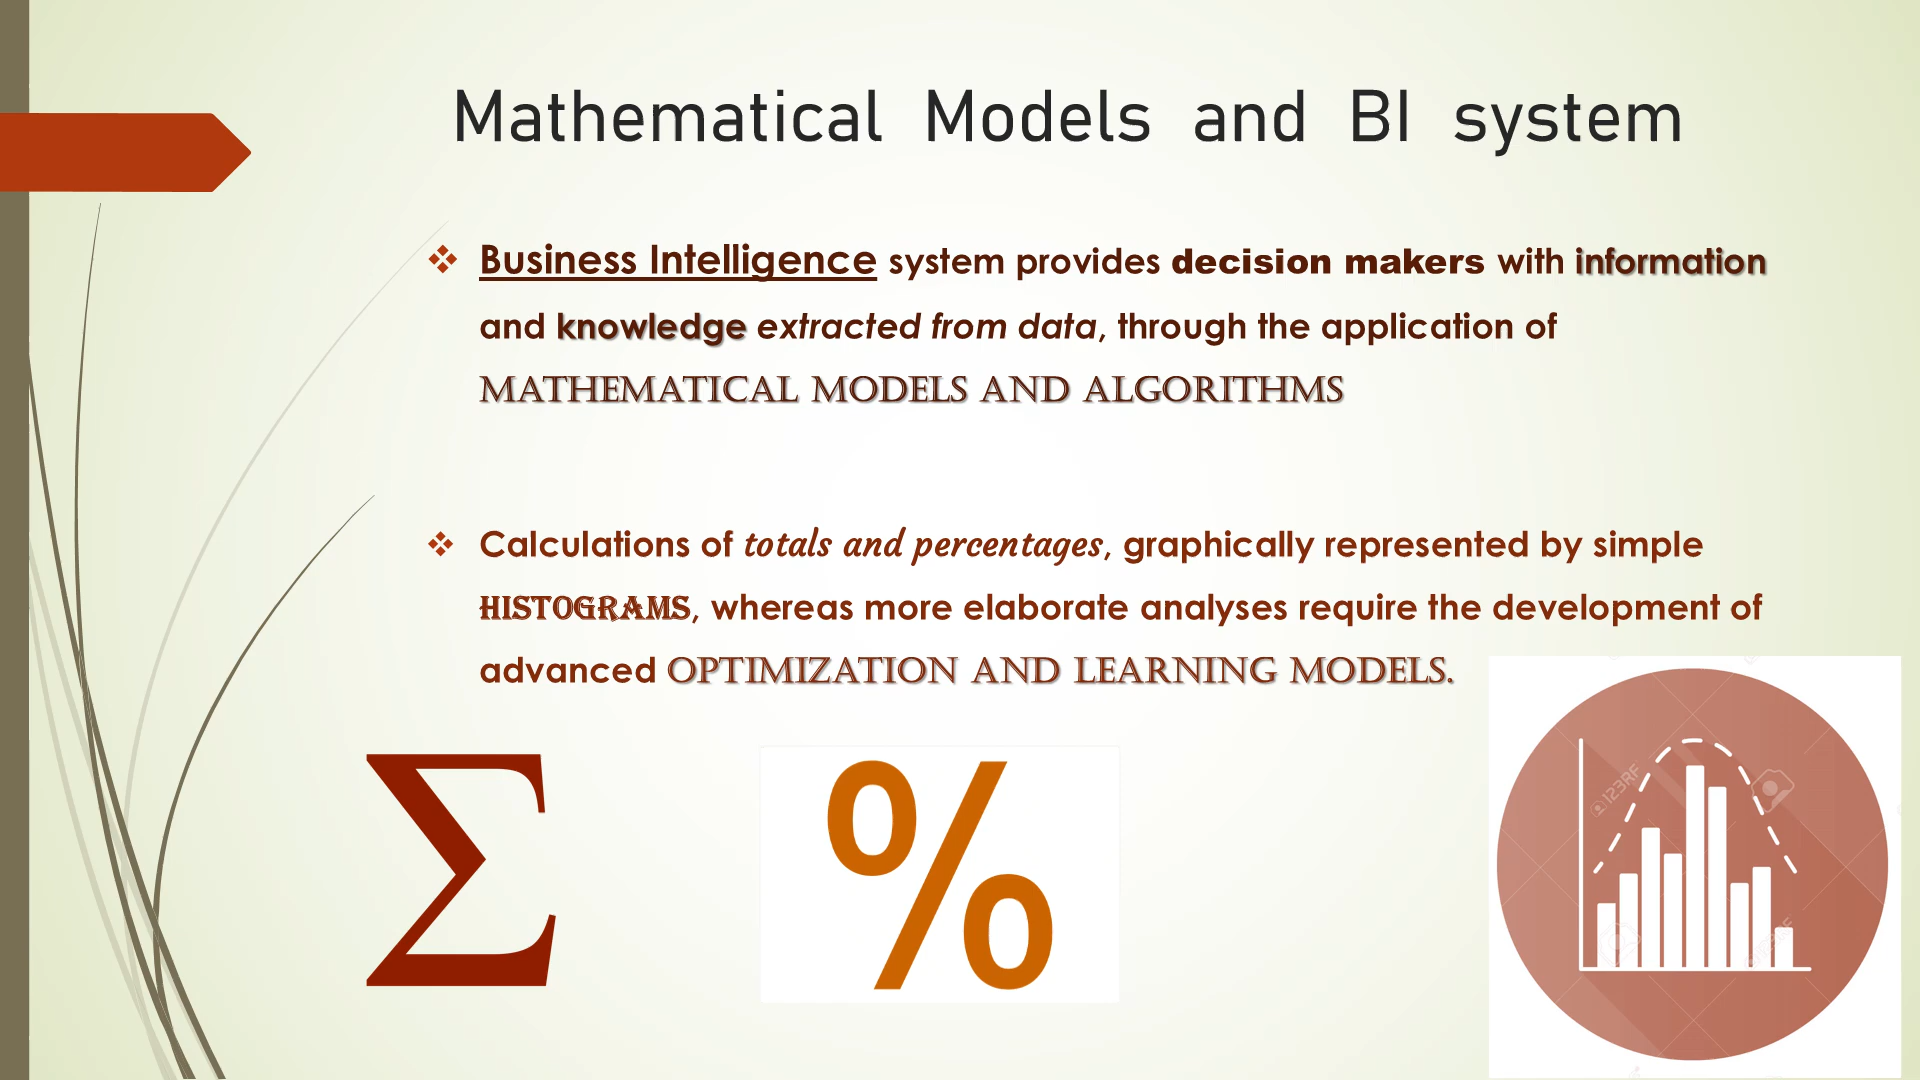 Mathematical Models and BI system
❖ Business Intelligence system provides decision makers with information
and knowledge extracted from data, through the application of
MATHEMATICAL MODELS AND ALGORITHMS
❖ Calculations of totals and percentages, graphically represented by simple
HISTOGRAMS, whereas more elaborate analyses require the development of
advanced OPTIMIZATION AND LEARNING MODELS.
Σ
%
123RF